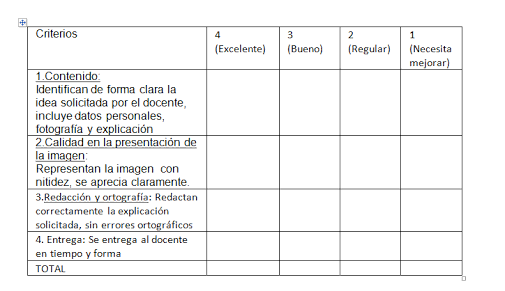 Criterios 4 3 2 1
(Excelente) (Bueno) (Regular) (Necesita
mejorar)
1.Contenido:
Identifican de forma clara la
idea solicitada por el docente,
incluye datos personales,
fotografía y explicación
2.Calidad en la presentación de
la imagen:
Representan la imagen con
nitidez, se aprecia claramente.
3.Redacción y ortografía: Redactan
correctamente la explicación
solicitada, sin errores ortográficos
4. Entrega: Se entrega al docente
en tiempo y forma
TOTAL